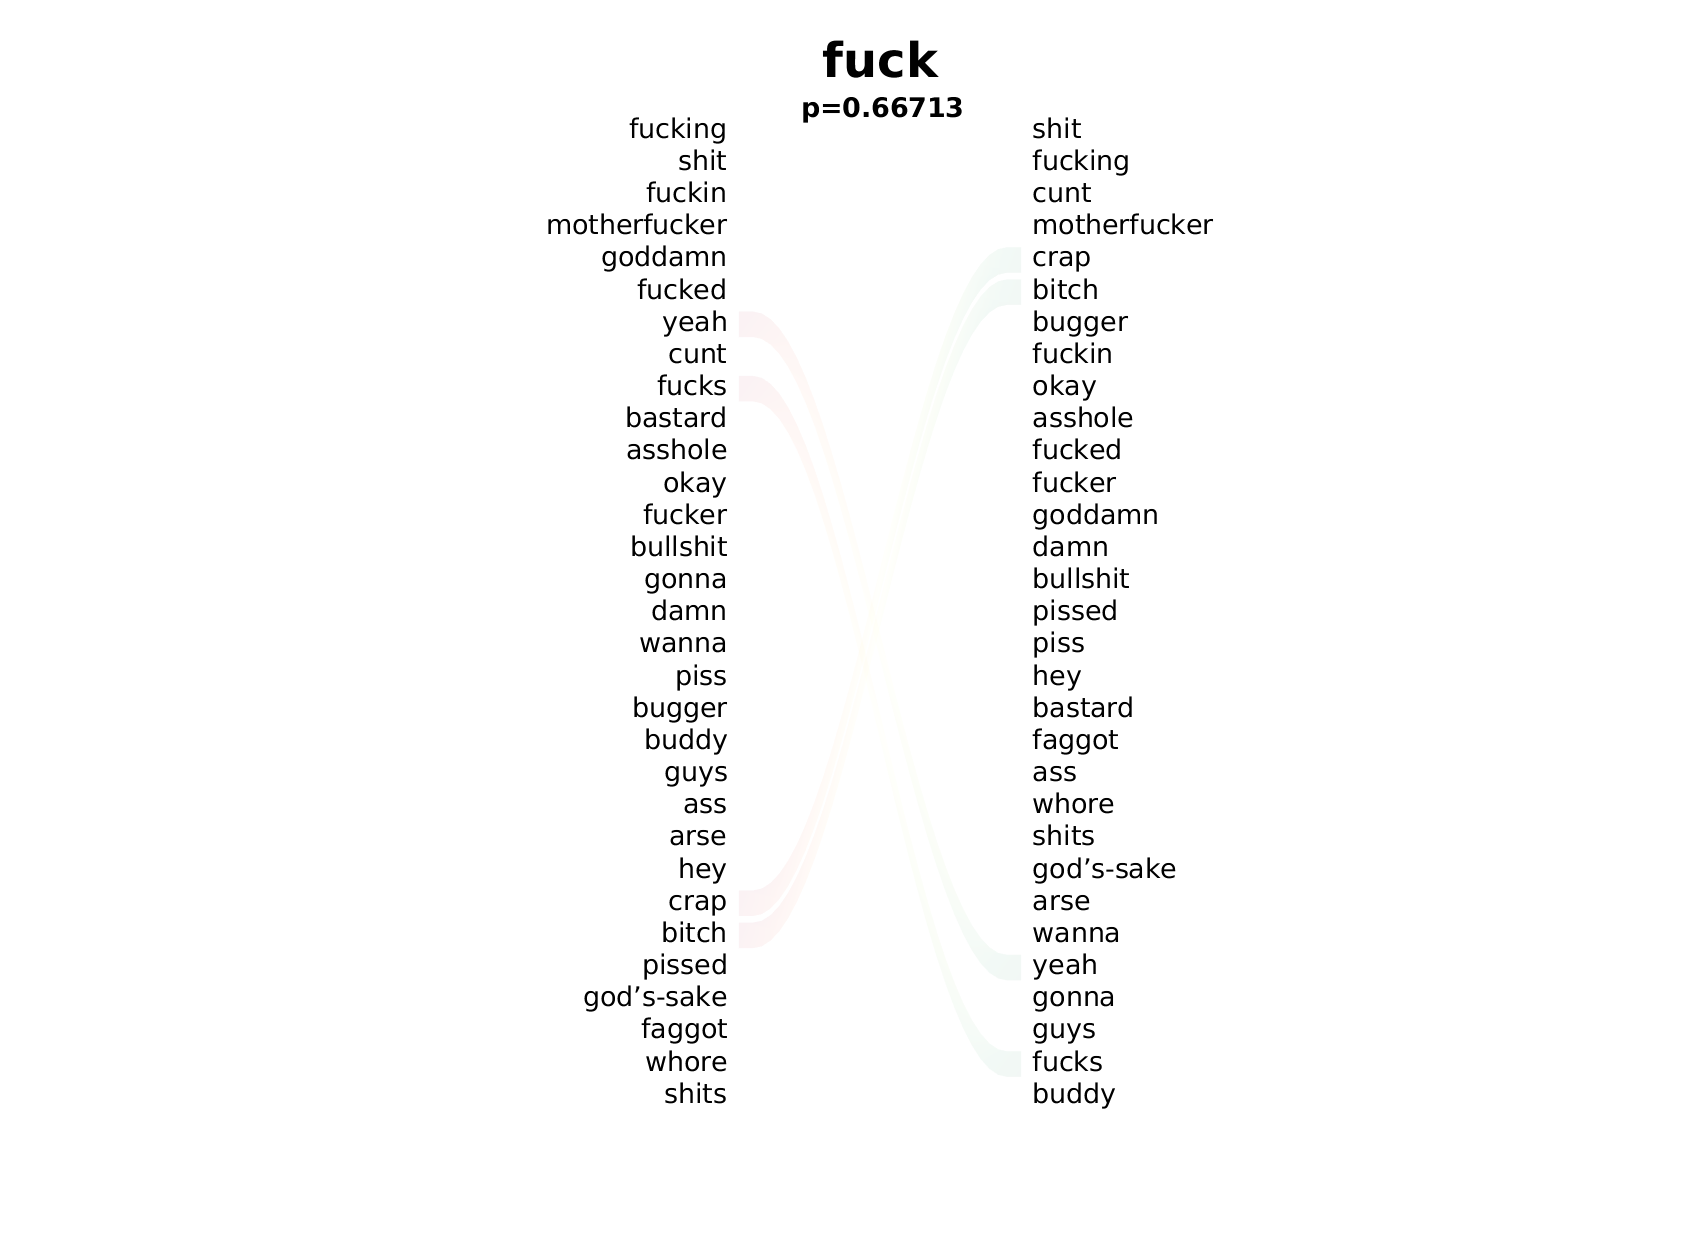 fuck
p=0.66713
fucking shit
shit fucking
fuckin cunt
motherfucker motherfucker
goddamn crap
fucked bitch
yeah bugger
cunt fuckin
fucks okay
bastard asshole
asshole fucked
okay fucker
fucker goddamn
bullshit damn
gonna bullshit
damn pissed
wanna piss
piss hey
bugger bastard
buddy faggot
guys ass
ass whore
arse shits
hey god’s-sake
crap arse
bitch wanna
pissed yeah
god’s-sake gonna
faggot guys
whore fucks
shits buddy